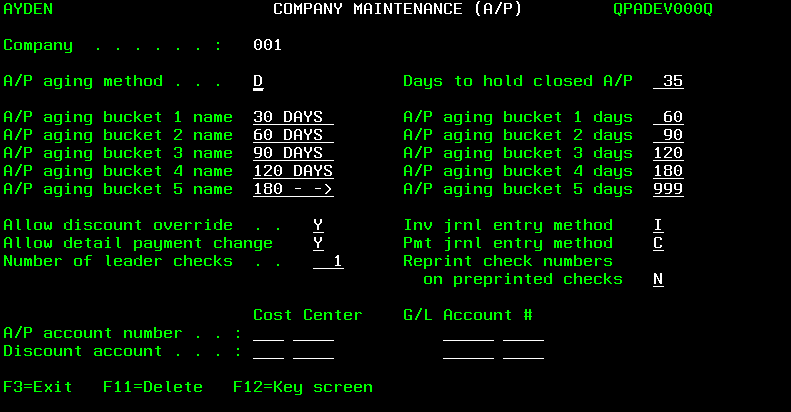 AYDEN COMPANY MAINTENANCE (A/P) QPADEV000Q
Company . . . . . . : 001
A/P aging method . . . D Days to hold closed A/P 35
A/P aging bucket 1 name 30 DAYS A/P aging bucket 1 days 60
A/P aging bucket 2 name 60 DAYS A/P aging bucket 2 days 90
A/P aging bucket 3 name 90 DAYS A/P aging bucket 3 days 120
A/P aging bucket 4 name 120 DAYS A/P aging bucket 4 days 180
A/P aging bucket 5 name 180 - -> A/P aging bucket 5 days 999
Allow discount override . . Y Inv jrnl entry method I
Allow detail payment change Y Pmt jrnl entry method C
Number of leader checks . . 1 Reprint check numbers
on preprinted checks N
Cost Center G/L Account #
A/P account number . . :
Discount account . . . :
F3=Exit F11=Delete F12=Key screen